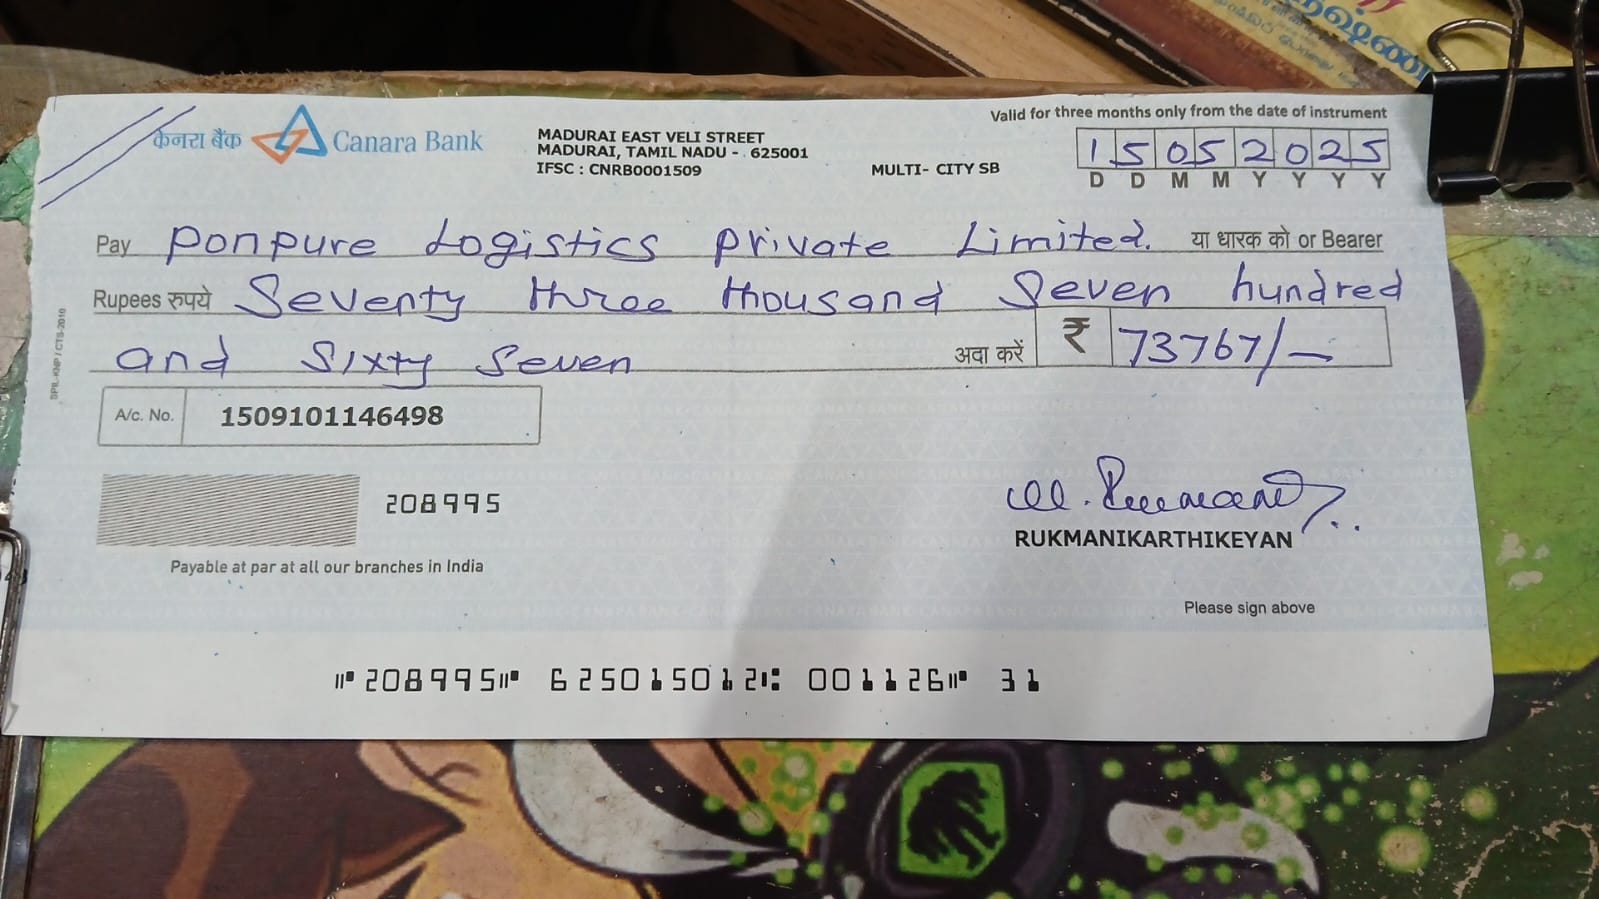 Valid for three months only from the date of instrument
केनरा बैंक Canara Bank
MADURAI EAST VELI STREET
MADURAI, TAMIL NADU - 625001
IFSC : CNRB0001509
MULTI- CITY SB
15052025
D D M M Y Y Y Y
Pay Ponpure Logistics Private Limited. या धारक को or Bearer
Rupees रुपये Seventy three thousand Seven hundred
and Sixty Seven अदा करें ₹ 73767/-
A/c. No. 1509101146498
208995
RUKMANIKARTHIKEYAN
Payable at par at all our branches in India
Please sign above
⑈208995⑈ 625015012⑆ 001126⑈ 31